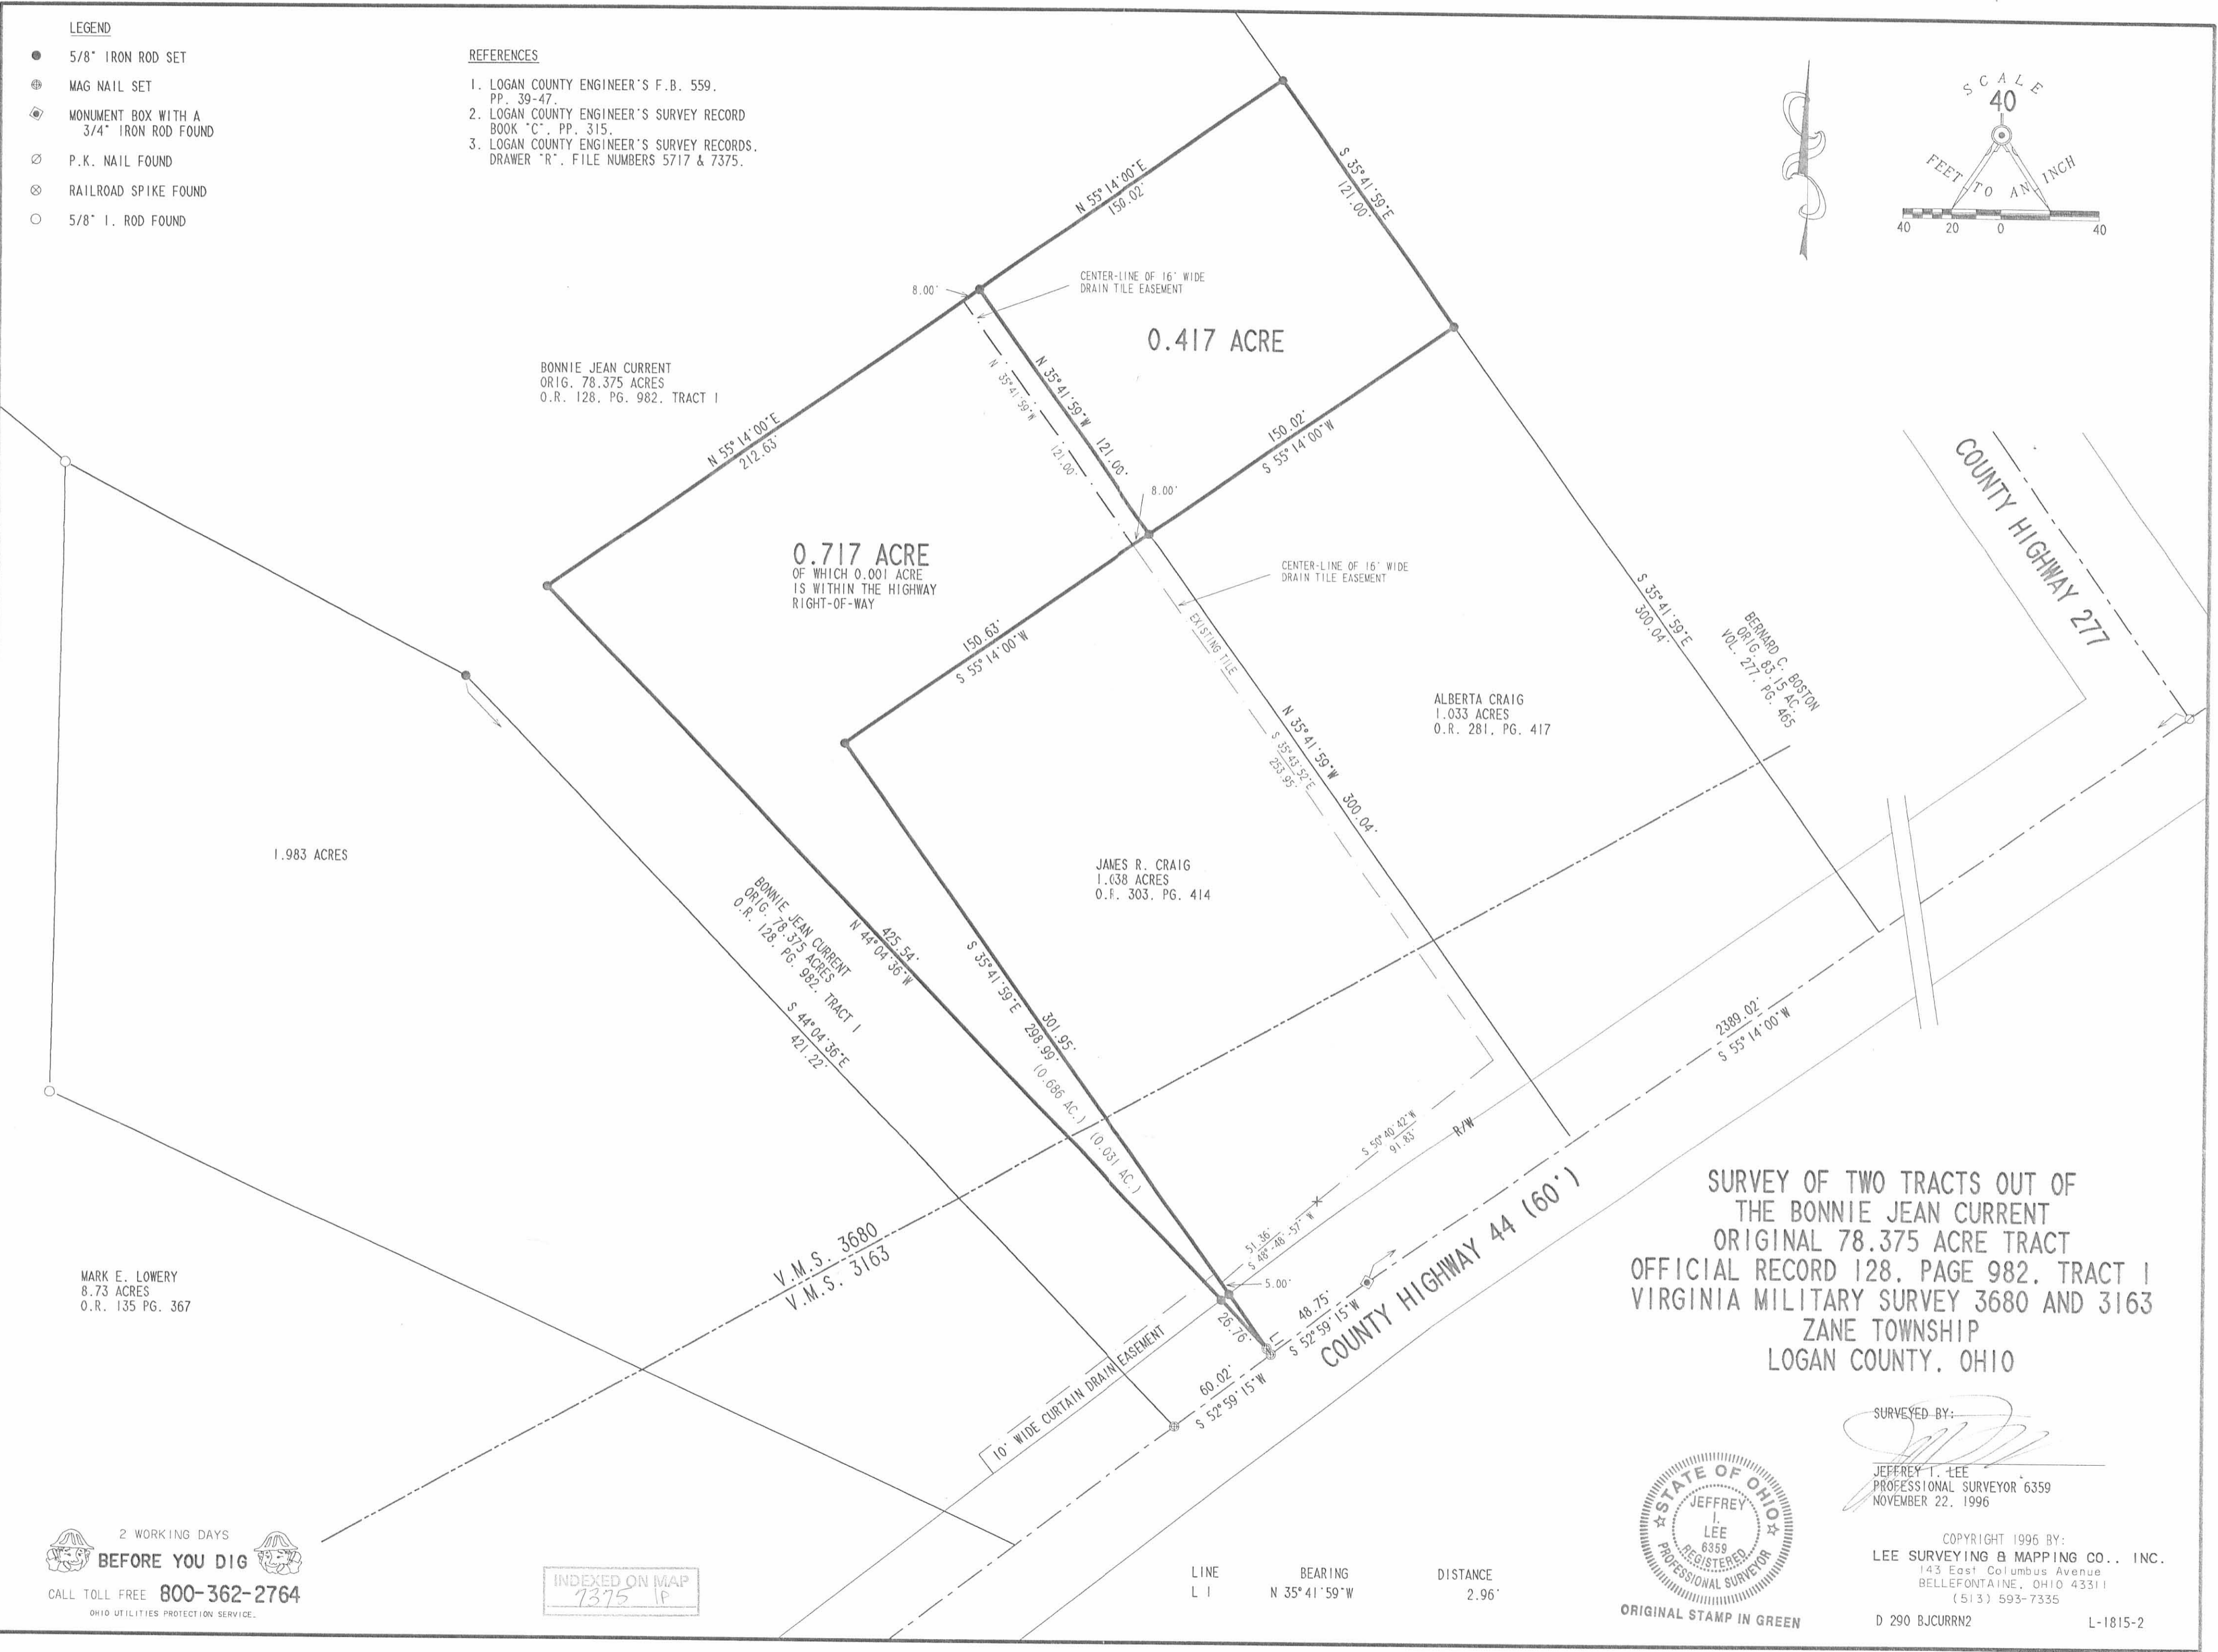 LEGEND
5/8" IRON ROD SET
MAG NAIL SET
MONUMENT BOX WITH A
3/4" IRON ROD FOUND
P.K. NAIL FOUND
RAILROAD SPIKE FOUND
5/8" I. ROD FOUND
REFERENCES
1. LOGAN COUNTY ENGINEER'S F.B. 559,
PP. 39-47.
2. LOGAN COUNTY ENGINEER'S SURVEY RECORD
BOOK "C", PP. 315.
3. LOGAN COUNTY ENGINEER'S SURVEY RECORDS,
DRAWER "R", FILE NUMBERS 5717 & 7375.
SCALE
40
FEET TO AN INCH
40 20 0 40
N 55°14'00"E
150.02'
S 35°41'59"E
121.00'
8.00'
CENTER-LINE OF 16' WIDE
DRAIN TILE EASEMENT
0.417 ACRE
BONNIE JEAN CURRENT
ORIG. 78.375 ACRES
O.R. 128, PG. 982, TRACT I
N 35°41'59"W 121.00'
N 35°41'59"W 121.00'
N 55°14'00"E
212.63'
150.02'
S 55°14'00"W
8.00'
COUNTY HIGHWAY 277
0.717 ACRE
OF WHICH 0.001 ACRE
IS WITHIN THE HIGHWAY
RIGHT-OF-WAY
CENTER-LINE OF 16' WIDE
DRAIN TILE EASEMENT
150.63'
S 55°14'00"W
EXISTING TILE
S 35°41'59"E
300.04'
BERNARD C. BOSTON
ORIG. 83.15 AC.
VOL. 277, PG. 465
ALBERTA CRAIG
1.033 ACRES
O.R. 281, PG. 417
N 35°41'59"W 300.04'
S 35°43'52"E
253.95'
1.983 ACRES
JAMES R. CRAIG
1.038 ACRES
O.R. 303, PG. 414
BONNIE JEAN CURRENT
ORIG. 78.375 ACRES
O.R. 128, PG. 982, TRACT I
425.54'
N 44°04'36"W
S 44°04'36"E
421.22'
301.95'
S 35°41'59"E 298.99'
(0.686 AC.)
(0.031 AC.)
2389.02'
S 55°14'00"W
S 50°40'42"W
91.83'
R/W
51.36'
S 48°-48'-57" W
V.M.S. 3680
V.M.S. 3163
5.00'
26.76'
L1
48.75'
S 52°59'15"W
COUNTY HIGHWAY 44 (60')
60.02'
S 52°59'15"W
10' WIDE CURTAIN DRAIN EASEMENT
MARK E. LOWERY
8.73 ACRES
O.R. 135 PG. 367
SURVEY OF TWO TRACTS OUT OF
THE BONNIE JEAN CURRENT
ORIGINAL 78.375 ACRE TRACT
OFFICIAL RECORD 128, PAGE 982, TRACT I
VIRGINIA MILITARY SURVEY 3680 AND 3163
ZANE TOWNSHIP
LOGAN COUNTY, OHIO
SURVEYED BY:
JEFFREY I. LEE
PROFESSIONAL SURVEYOR 6359
NOVEMBER 22, 1996
STATE OF OHIO
JEFFREY
I.
LEE
6359
REGISTERED
PROFESSIONAL SURVEYOR
ORIGINAL STAMP IN GREEN
COPYRIGHT 1996 BY:
LEE SURVEYING & MAPPING CO., INC.
143 East Columbus Avenue
BELLEFONTAINE, OHIO 43311
(513) 593-7335
D 290 BJCURRN2 L-1815-2
2 WORKING DAYS
BEFORE YOU DIG
CALL TOLL FREE 800-362-2764
OHIO UTILITIES PROTECTION SERVICE.
INDEXED ON MAP
7375 1P
LINE BEARING DISTANCE
L 1 N 35°41'59"W 2.96'